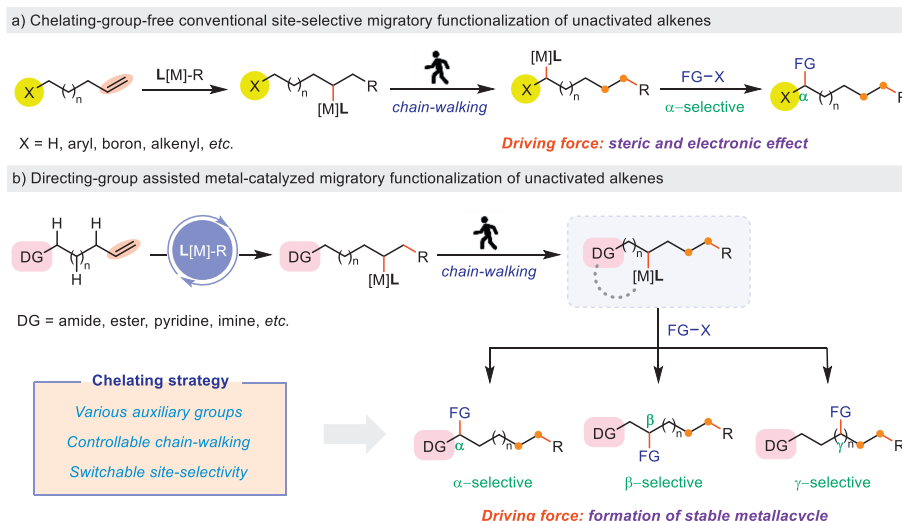 a) Chelating-group-free conventional site-selective migratory functionalization of unactivated alkenes
X
( )n
L[M]-R
X
( )n
R
[M]L
chain-walking
[M]L
X
( )n
R
FG–X
α–selective
FG
X
α
( )n
R
X = H, aryl, boron, alkenyl, etc.
Driving force: steric and electronic effect
b) Directing-group assisted metal-catalyzed migratory functionalization of unactivated alkenes
H H
DG
( )n
H
L[M]-R
DG
( )n
R
[M]L
chain-walking
DG
( )n
R
[M]L
DG = amide, ester, pyridine, imine, etc.
FG–X
Chelating strategy
Various auxiliary groups
Controllable chain-walking
Switchable site-selectivity
FG
DG
α
( )n
R
α–selective
DG
β
( )n
R
FG
β–selective
FG
DG
γ
( )n
R
γ–selective
Driving force: formation of stable metallacycle